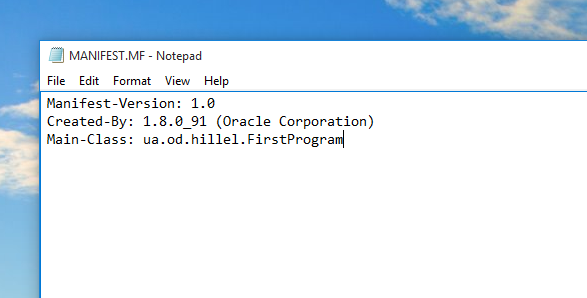 MANIFEST.MF - Notepad
File Edit Format View Help
Manifest-Version: 1.0
Created-By: 1.8.0_91 (Oracle Corporation)
Main-Class: ua.od.hillel.FirstProgram